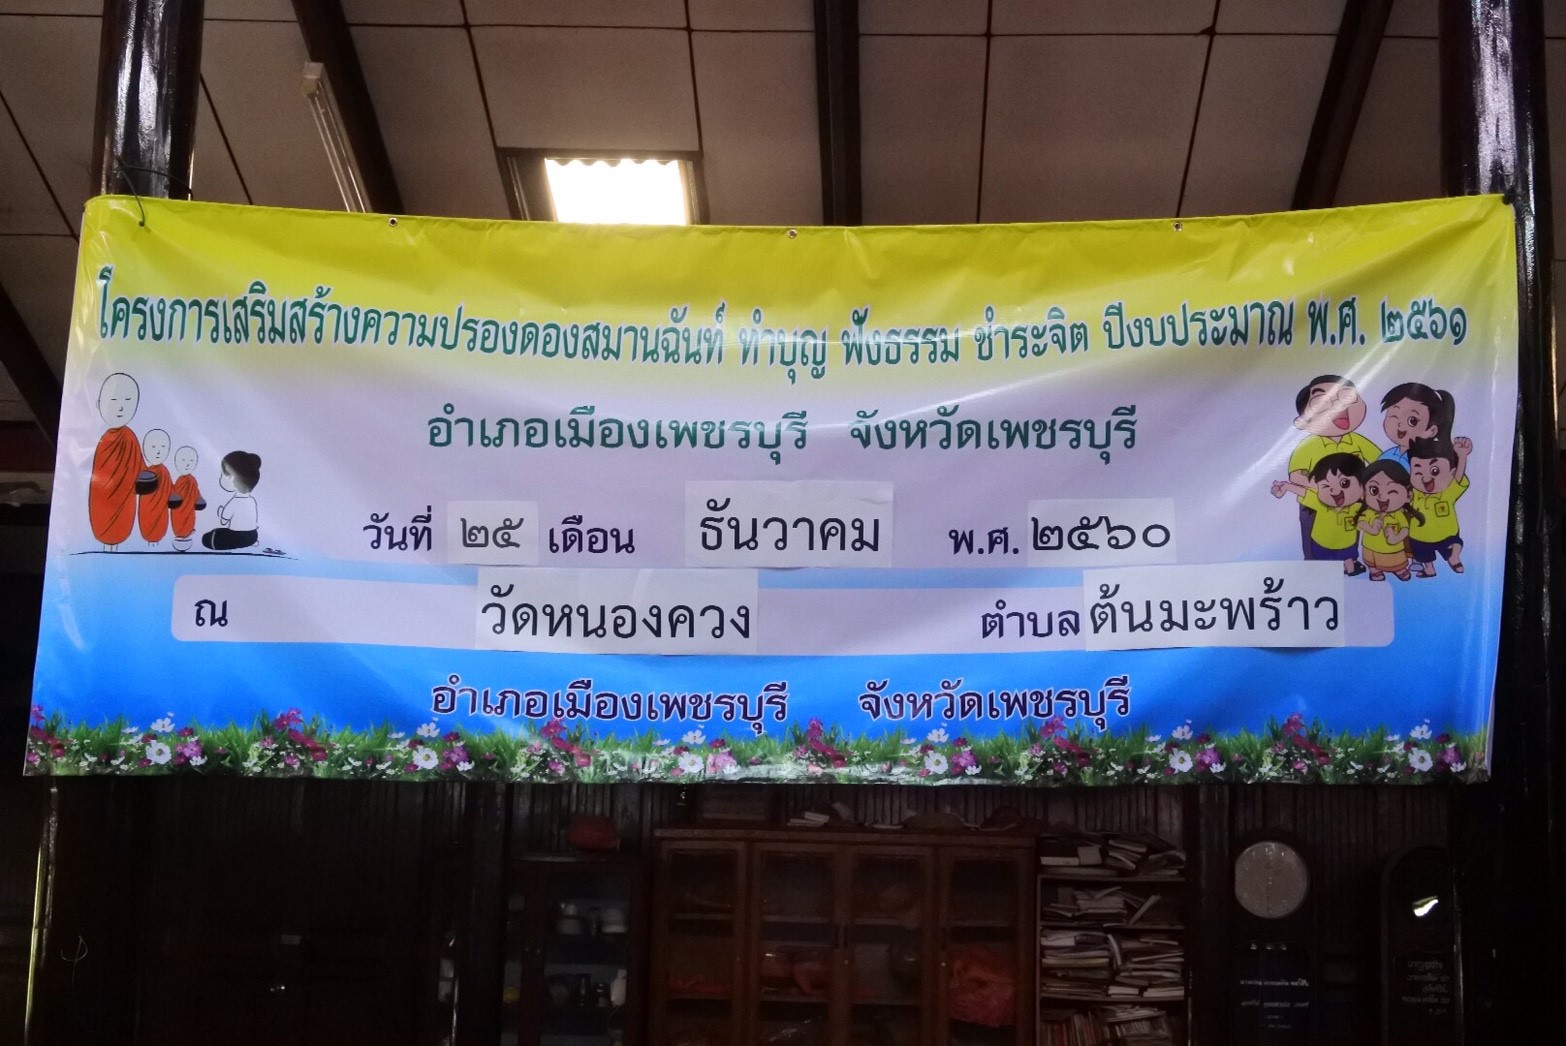 โครงการเสริมสร้างความปรองดองสมานฉันท์ ทำบุญ ฟังธรรม ชำระจิต ปีงบประมาณ พ.ศ. ๒๕๖๑
อำเภอเมืองเพชรบุรี จังหวัดเพชรบุรี
วันที่ ๒๕ เดือน ธันวาคม พ.ศ. ๒๕๖๐
ณ วัดหนองควง ตำบล ต้นมะพร้าว
อำเภอเมืองเพชรบุรี จังหวัดเพชรบุรี